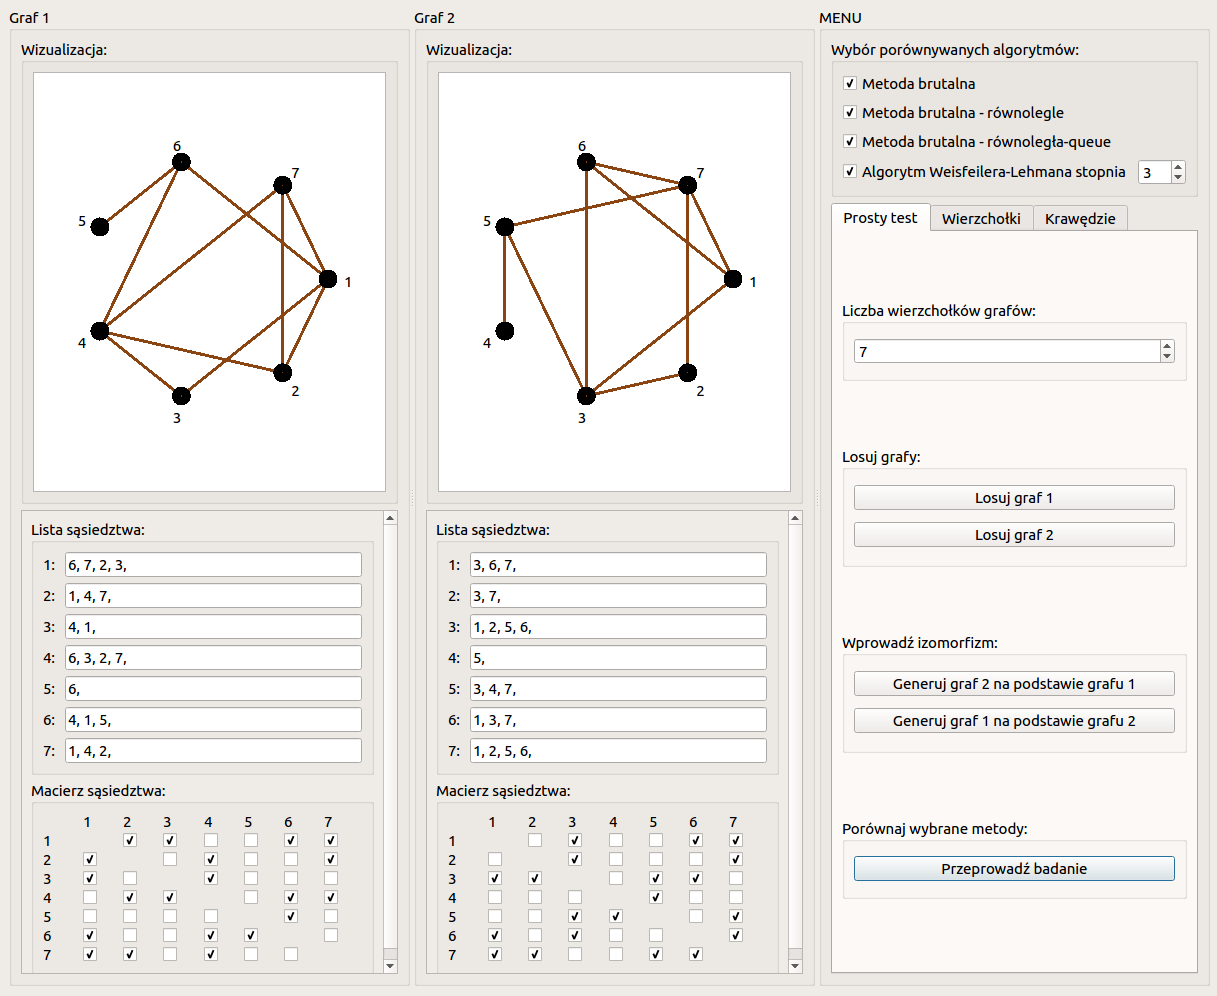 Graf 1
Wizualizacja:
6
7
5
1
4
2
3
Lista sąsiedztwa:
1: 6, 7, 2, 3,
2: 1, 4, 7,
3: 4, 1,
4: 6, 3, 2, 7,
5: 6,
6: 4, 1, 5,
7: 1, 4, 2,
Macierz sąsiedztwa:
1 2 3 4 5 6 7
1
2
3
4
5
6
7
Graf 2
Wizualizacja:
6
7
5
1
4
2
3
Lista sąsiedztwa:
1: 3, 6, 7,
2: 3, 7,
3: 1, 2, 5, 6,
4: 5,
5: 3, 4, 7,
6: 1, 3, 7,
7: 1, 2, 5, 6,
Macierz sąsiedztwa:
1 2 3 4 5 6 7
1
2
3
4
5
6
7
MENU
Wybór porównywanych algorytmów:
Metoda brutalna
Metoda brutalna - równolegle
Metoda brutalna - równoległa-queue
Algorytm Weisfeilera-Lehmana stopnia 3
Prosty test Wierzchołki Krawędzie
Liczba wierzchołków grafów:
7
Losuj grafy:
Losuj graf 1
Losuj graf 2
Wprowadź izomorfizm:
Generuj graf 2 na podstawie grafu 1
Generuj graf 1 na podstawie grafu 2
Porównaj wybrane metody:
Przeprowadź badanie